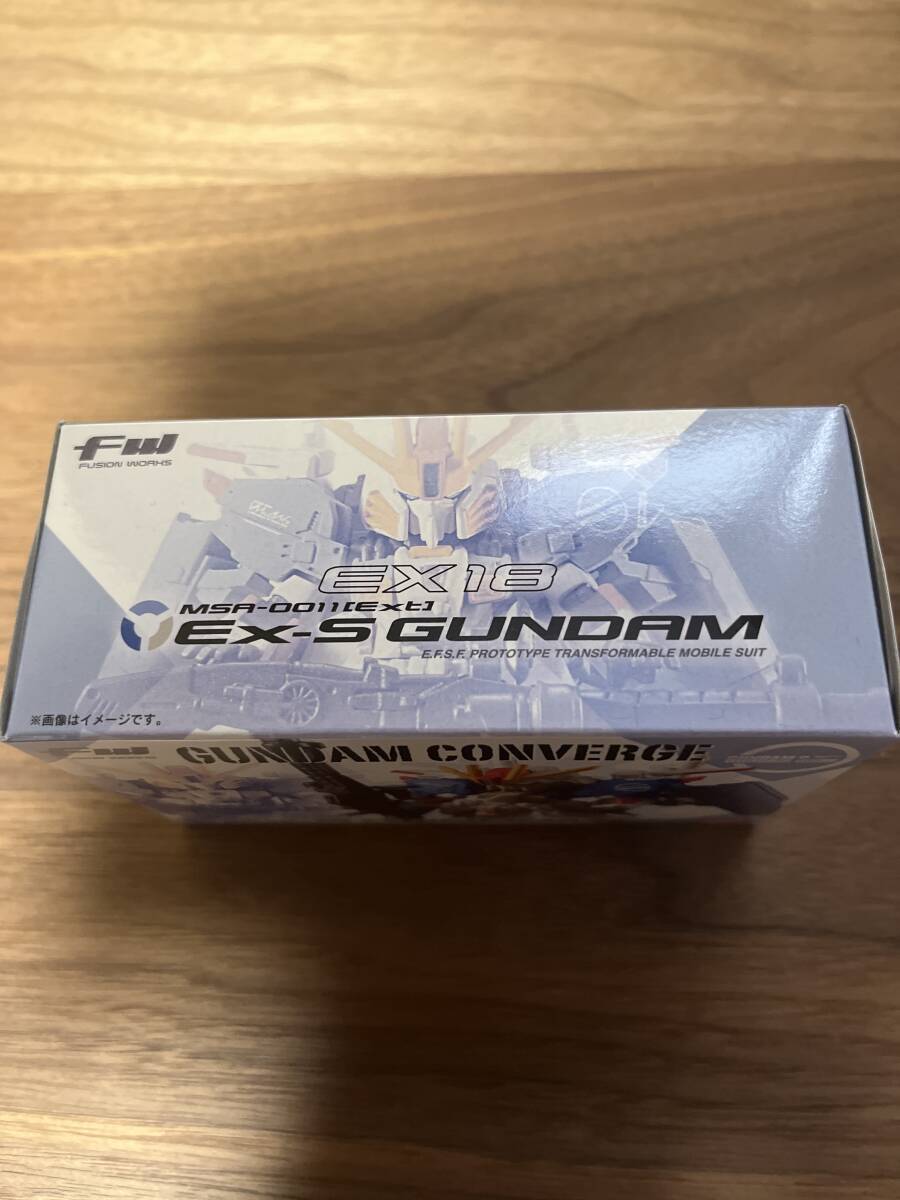 FW
FUSION WORKS
EX18
MSA-0011[Ext]
Ex-S GUNDAM
E.F.S.F. PROTOTYPE TRANSFORMABLE MOBILE SUIT
※画像はイメージです。
FW GUNDAM CONVERGE